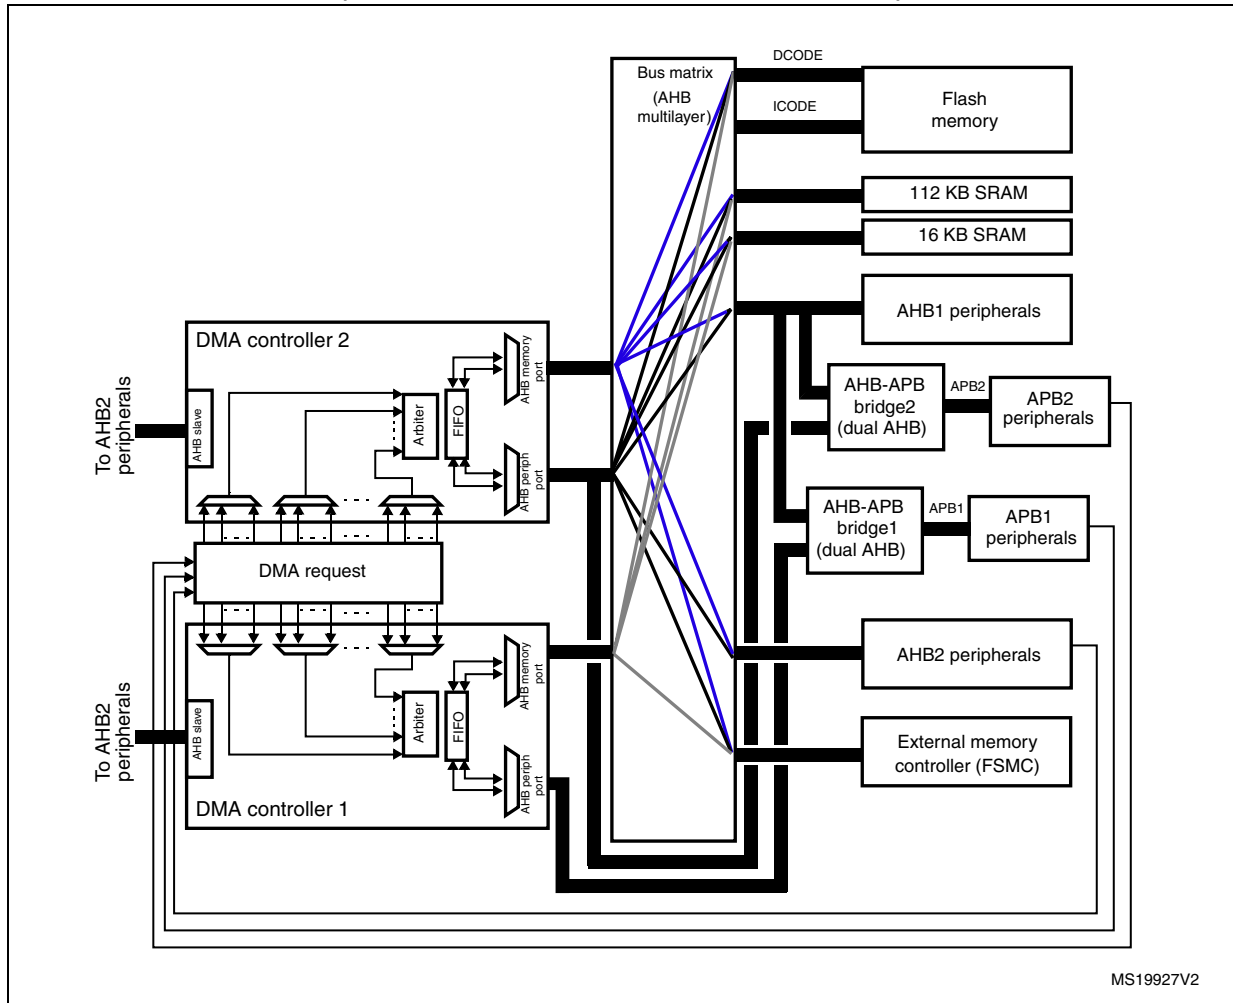 DCODE
Bus matrix
(AHB
multilayer)
ICODE
Flash
memory
112 KB SRAM
16 KB SRAM
AHB1 peripherals
DMA controller 2
To AHB2
peripherals
AHB slave
Arbiter
FIFO
AHB memory
port
AHB periph
port
AHB-APB
bridge2
(dual AHB)
APB2
APB2
peripherals
AHB-APB
bridge1
(dual AHB)
APB1
APB1
peripherals
DMA request
To AHB2
peripherals
AHB slave
Arbiter
FIFO
AHB memory
port
AHB periph
port
DMA controller 1
AHB2 peripherals
External memory
controller (FSMC)
MS19927V2